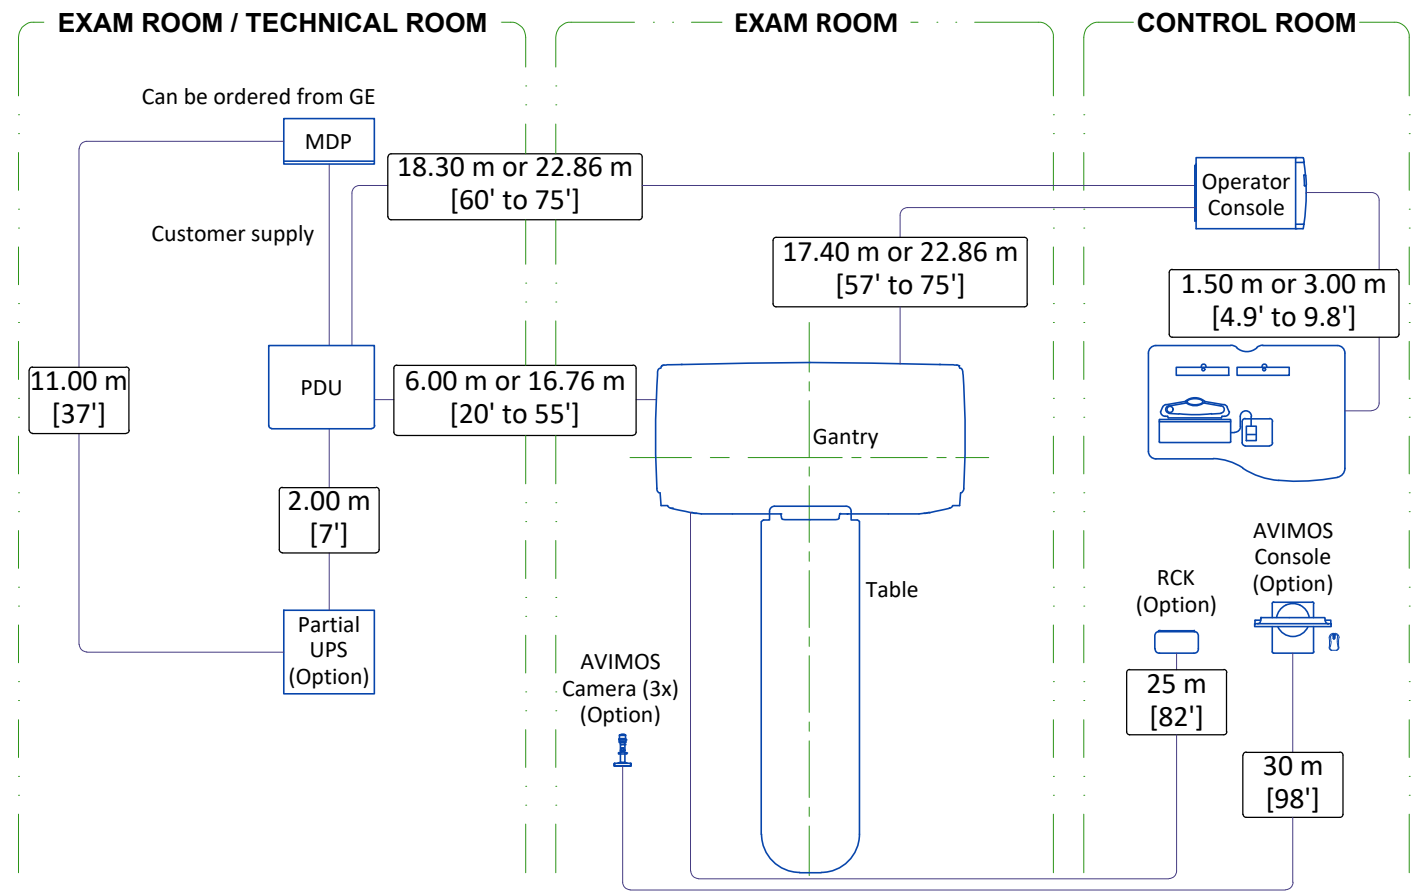 EXAM ROOM / TECHNICAL ROOM
EXAM ROOM
CONTROL ROOM
Can be ordered from GE
MDP
18.30 m or 22.86 m
[60' to 75']
Operator
Console
Customer supply
17.40 m or 22.86 m
[57' to 75']
1.50 m or 3.00 m
[4.9' to 9.8']
11.00 m
[37']
PDU
6.00 m or 16.76 m
[20' to 55']
Gantry
2.00 m
[7']
AVIMOS
Console
(Option)
RCK
(Option)
Table
Partial
UPS
(Option)
AVIMOS
Camera (3x)
(Option)
25 m
[82']
30 m
[98']